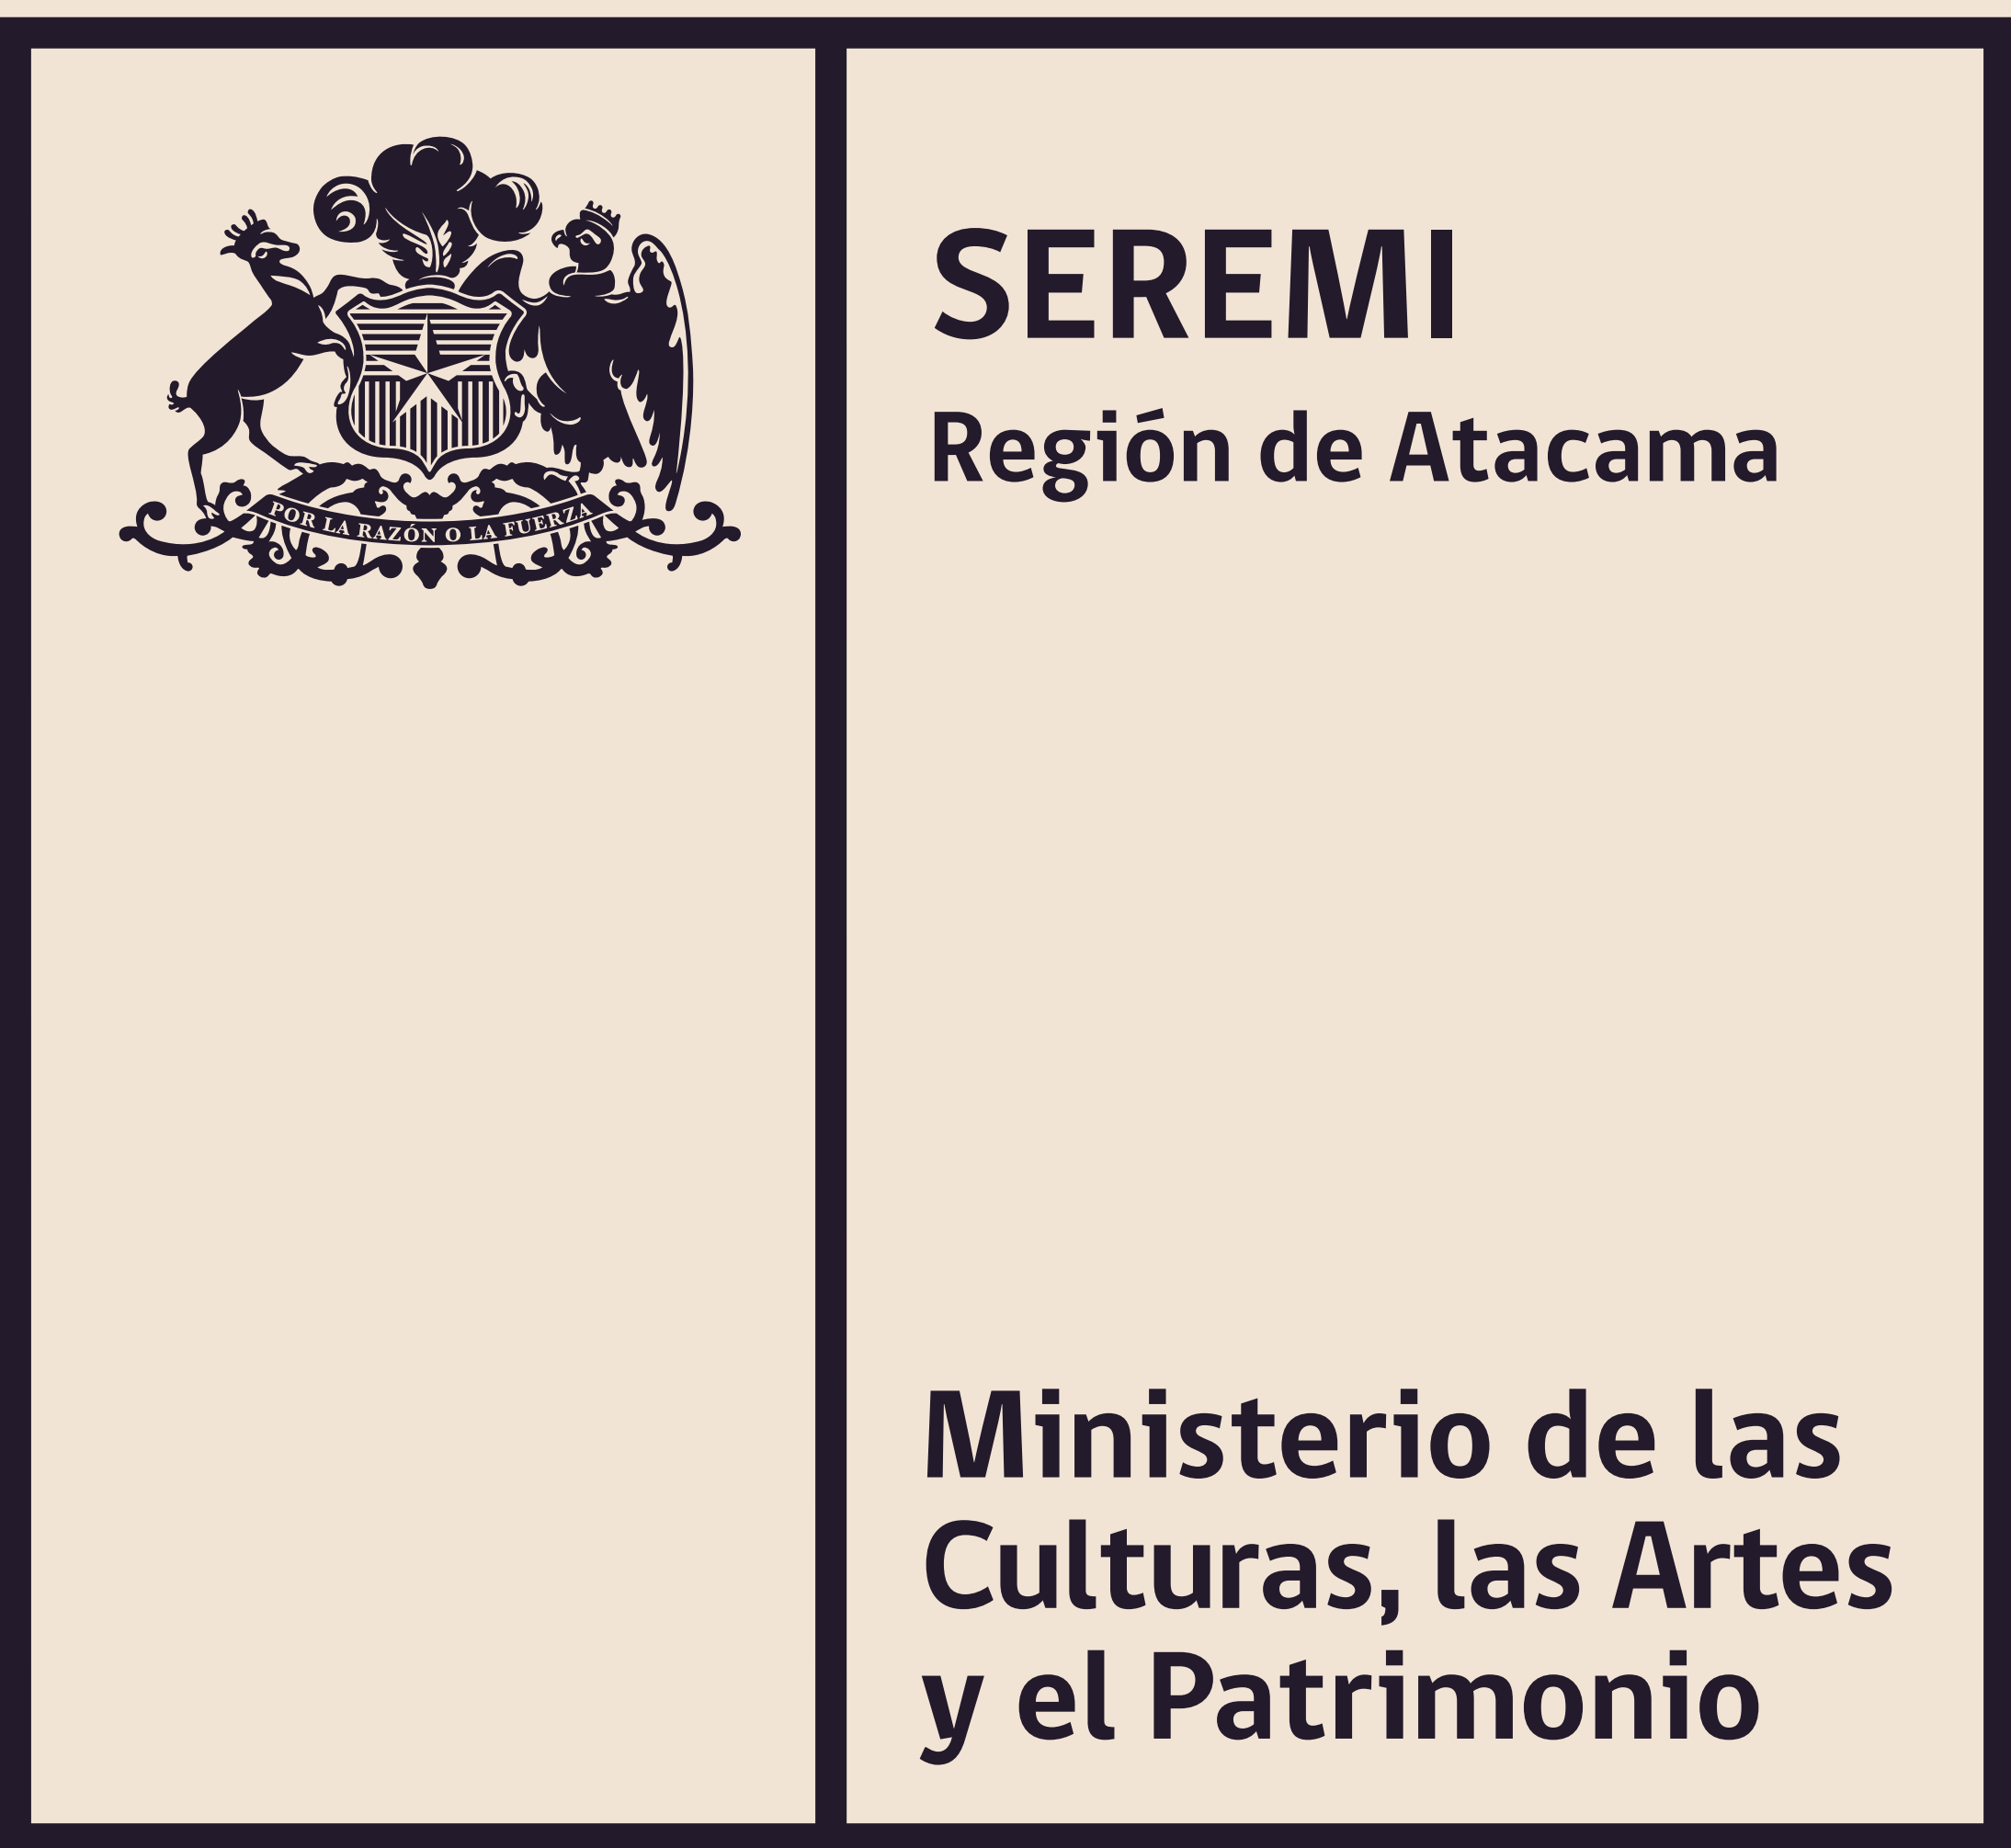 POR LA RAZÓN O LA FUERZA
SEREMI
Región de Atacama
Ministerio de las
Culturas, las Artes
y el Patrimonio